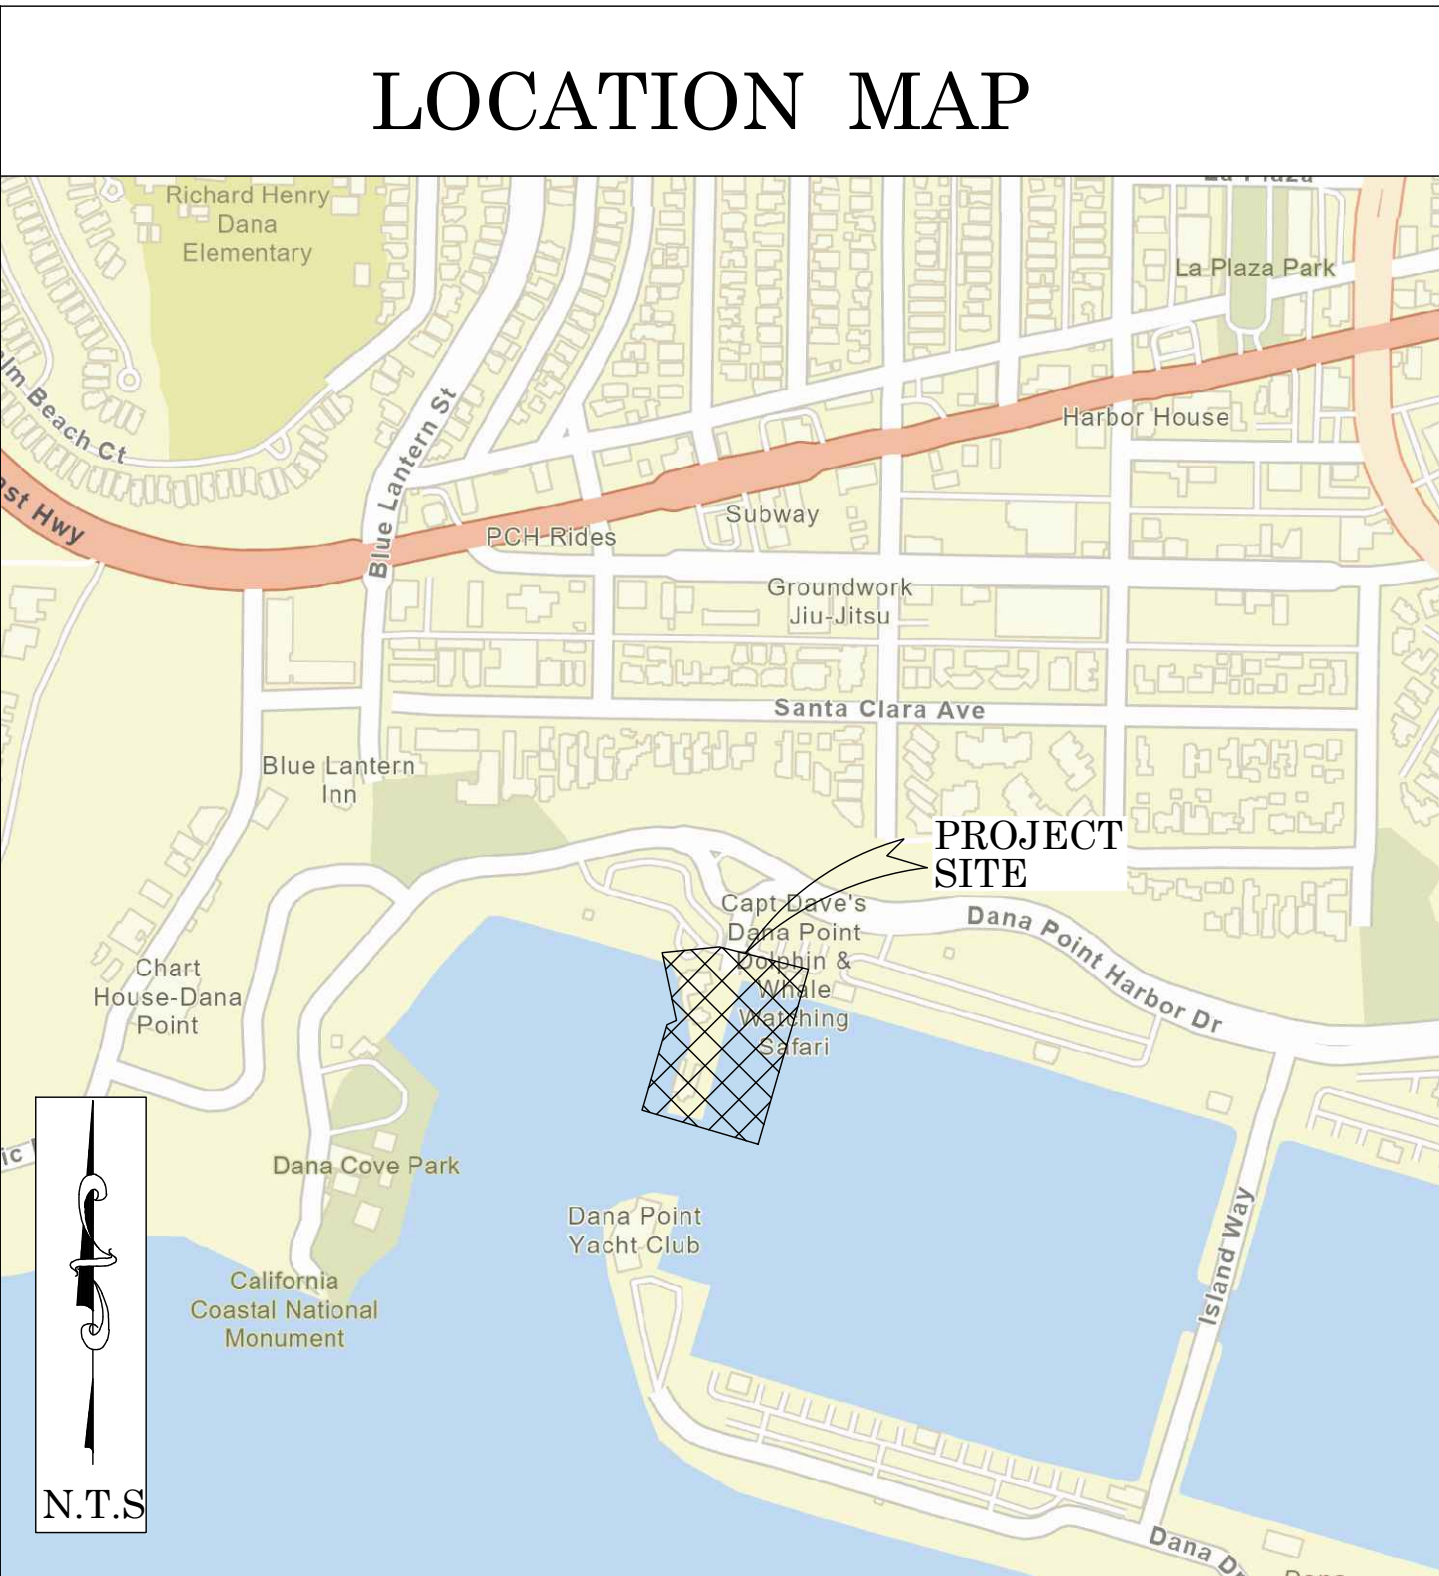 LOCATION MAP
La Plaza
Richard Henry
Dana
Elementary
La Plaza Park
Blue Lantern St
Beach Ct
Harbor House
Hwy
Subway
PCH Rides
Groundwork
Jiu-Jitsu
Santa Clara Ave
Blue Lantern
Inn
PROJECT
SITE
Capt Dave's
Dana Point
Dolphin &
Whale
Watching
Safari
Dana Point Harbor Dr
Chart
House-Dana
Point
Dana Cove Park
Dana Point
Yacht Club
Island Way
California
Coastal National
Monument
N.T.S
Dana